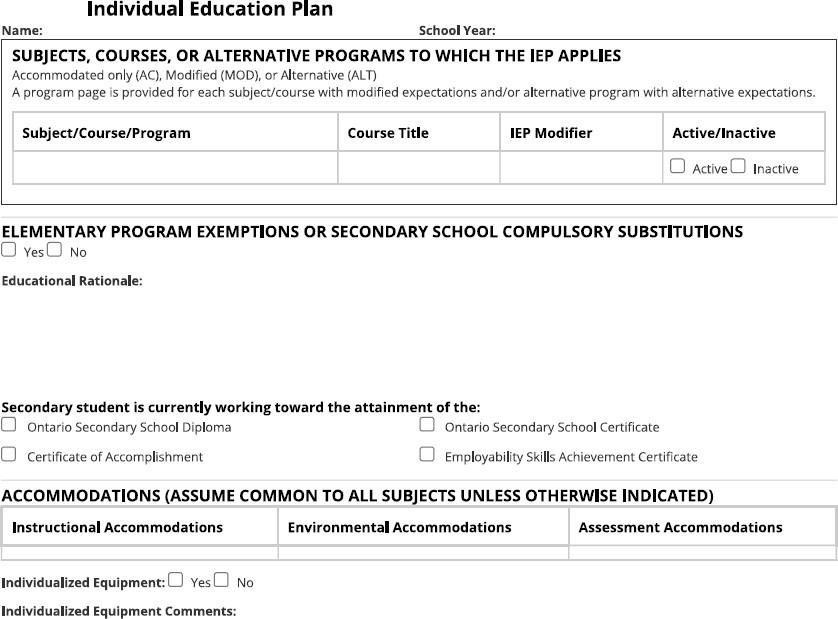 Individual Education Plan
Name: School Year:
SUBJECTS, COURSES, OR ALTERNATIVE PROGRAMS TO WHICH THE IEP APPLIES
Accommodated only (AC), Modified (MOD), or Alternative (ALT)
A program page is provided for each subject/course with modified expectations and/or alternative program with alternative expectations.
Subject/Course/Program Course Title IEP Modifier Active/Inactive
Active Inactive
ELEMENTARY PROGRAM EXEMPTIONS OR SECONDARY SCHOOL COMPULSORY SUBSTITUTIONS
Yes No
Educational Rationale:
Secondary student is currently working toward the attainment of the:
Ontario Secondary School Diploma Ontario Secondary School Certificate
Certificate of Accomplishment Employability Skills Achievement Certificate
ACCOMMODATIONS (ASSUME COMMON TO ALL SUBJECTS UNLESS OTHERWISE INDICATED)
Instructional Accommodations Environmental Accommodations Assessment Accommodations
Individualized Equipment: Yes No
Individualized Equipment Comments: